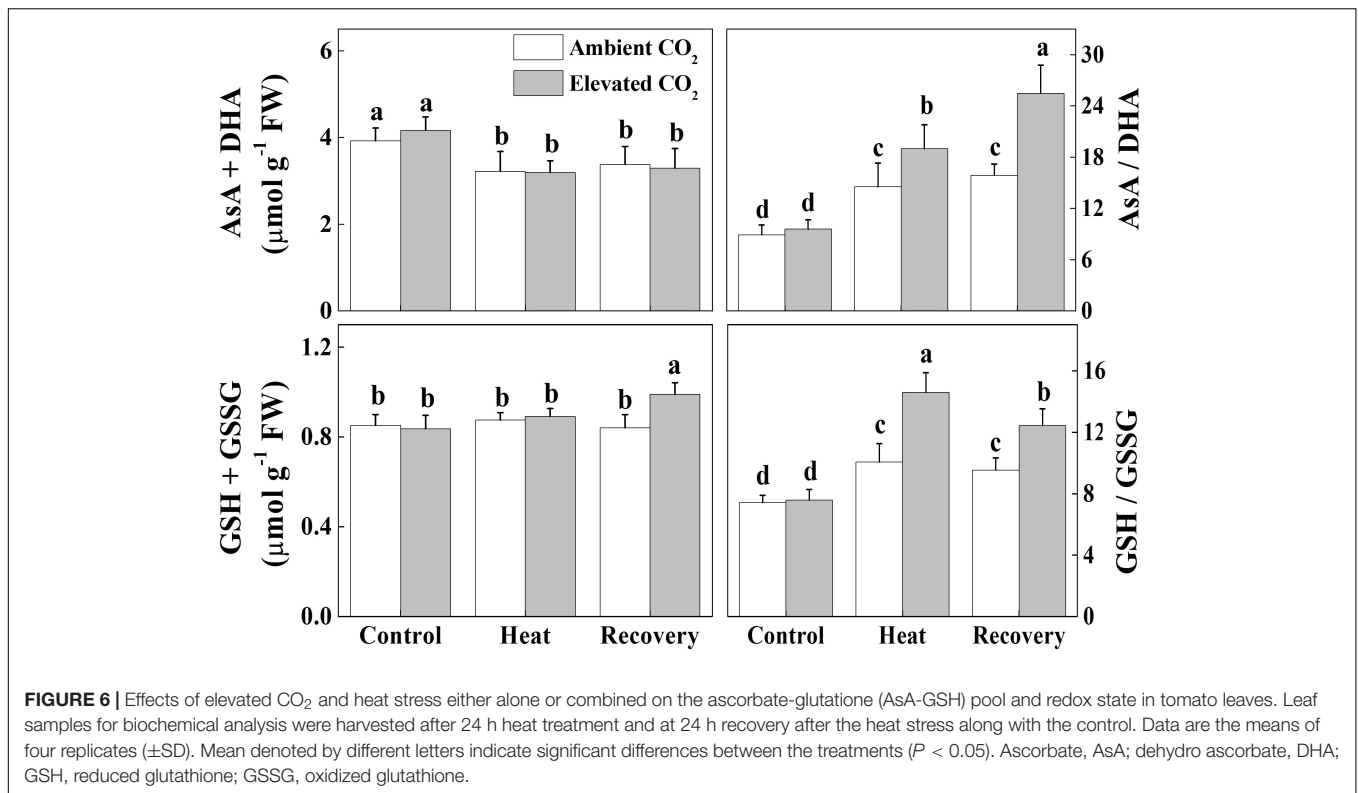 AsA + DHA
(μmol g⁻¹ FW)
6
4
2
0
Ambient CO₂
Elevated CO₂
a
a
b
b
b
b
AsA / DHA
30
24
18
12
6
0
d
d
c
b
c
a
GSH + GSSG
(μmol g⁻¹ FW)
1.2
0.8
0.4
0.0
b
b
b
b
b
a
Control
Heat
Recovery
GSH / GSSG
16
12
8
4
0
d
d
c
a
c
b
Control
Heat
Recovery
FIGURE 6 | Effects of elevated CO₂ and heat stress either alone or combined on the ascorbate-glutatione (AsA-GSH) pool and redox state in tomato leaves. Leaf
samples for biochemical analysis were harvested after 24 h heat treatment and at 24 h recovery after the heat stress along with the control. Data are the means of
four replicates (±SD). Mean denoted by different letters indicate significant differences between the treatments (P < 0.05). Ascorbate, AsA; dehydro ascorbate, DHA;
GSH, reduced glutathione; GSSG, oxidized glutathione.